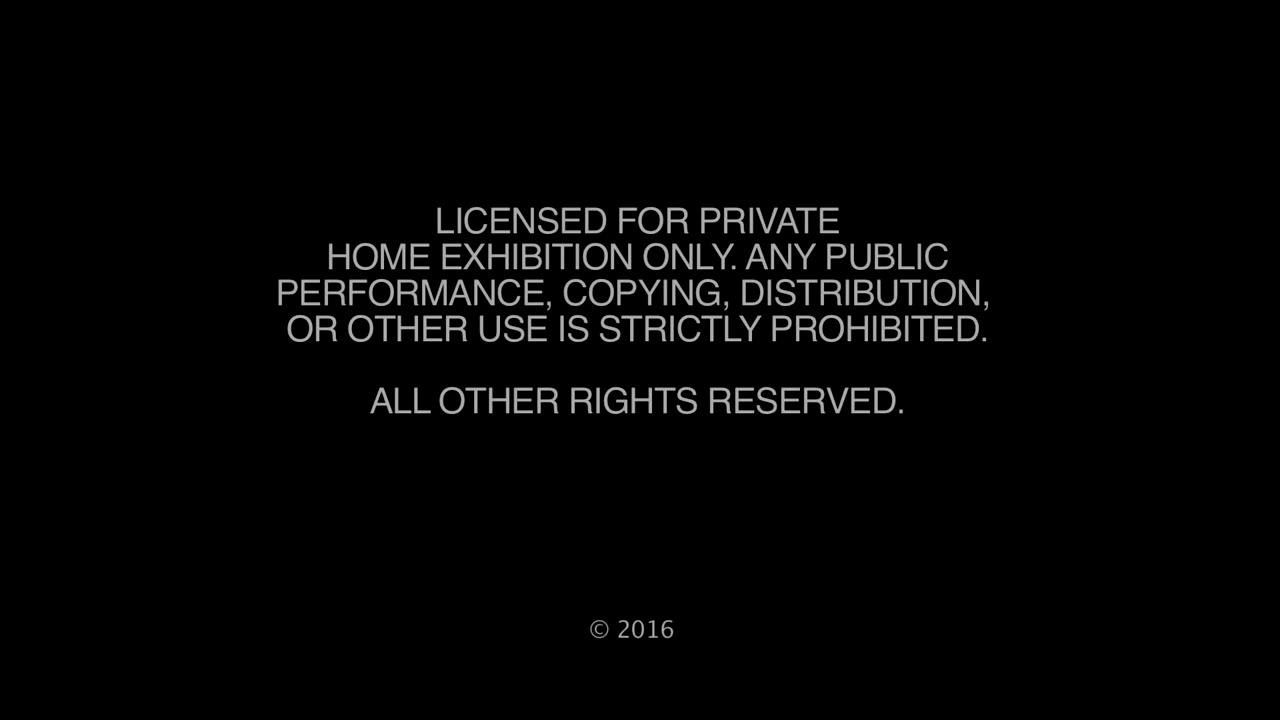 LICENSED FOR PRIVATE
HOME EXHIBITION ONLY. ANY PUBLIC
PERFORMANCE, COPYING, DISTRIBUTION,
OR OTHER USE IS STRICTLY PROHIBITED.
ALL OTHER RIGHTS RESERVED.
© 2016